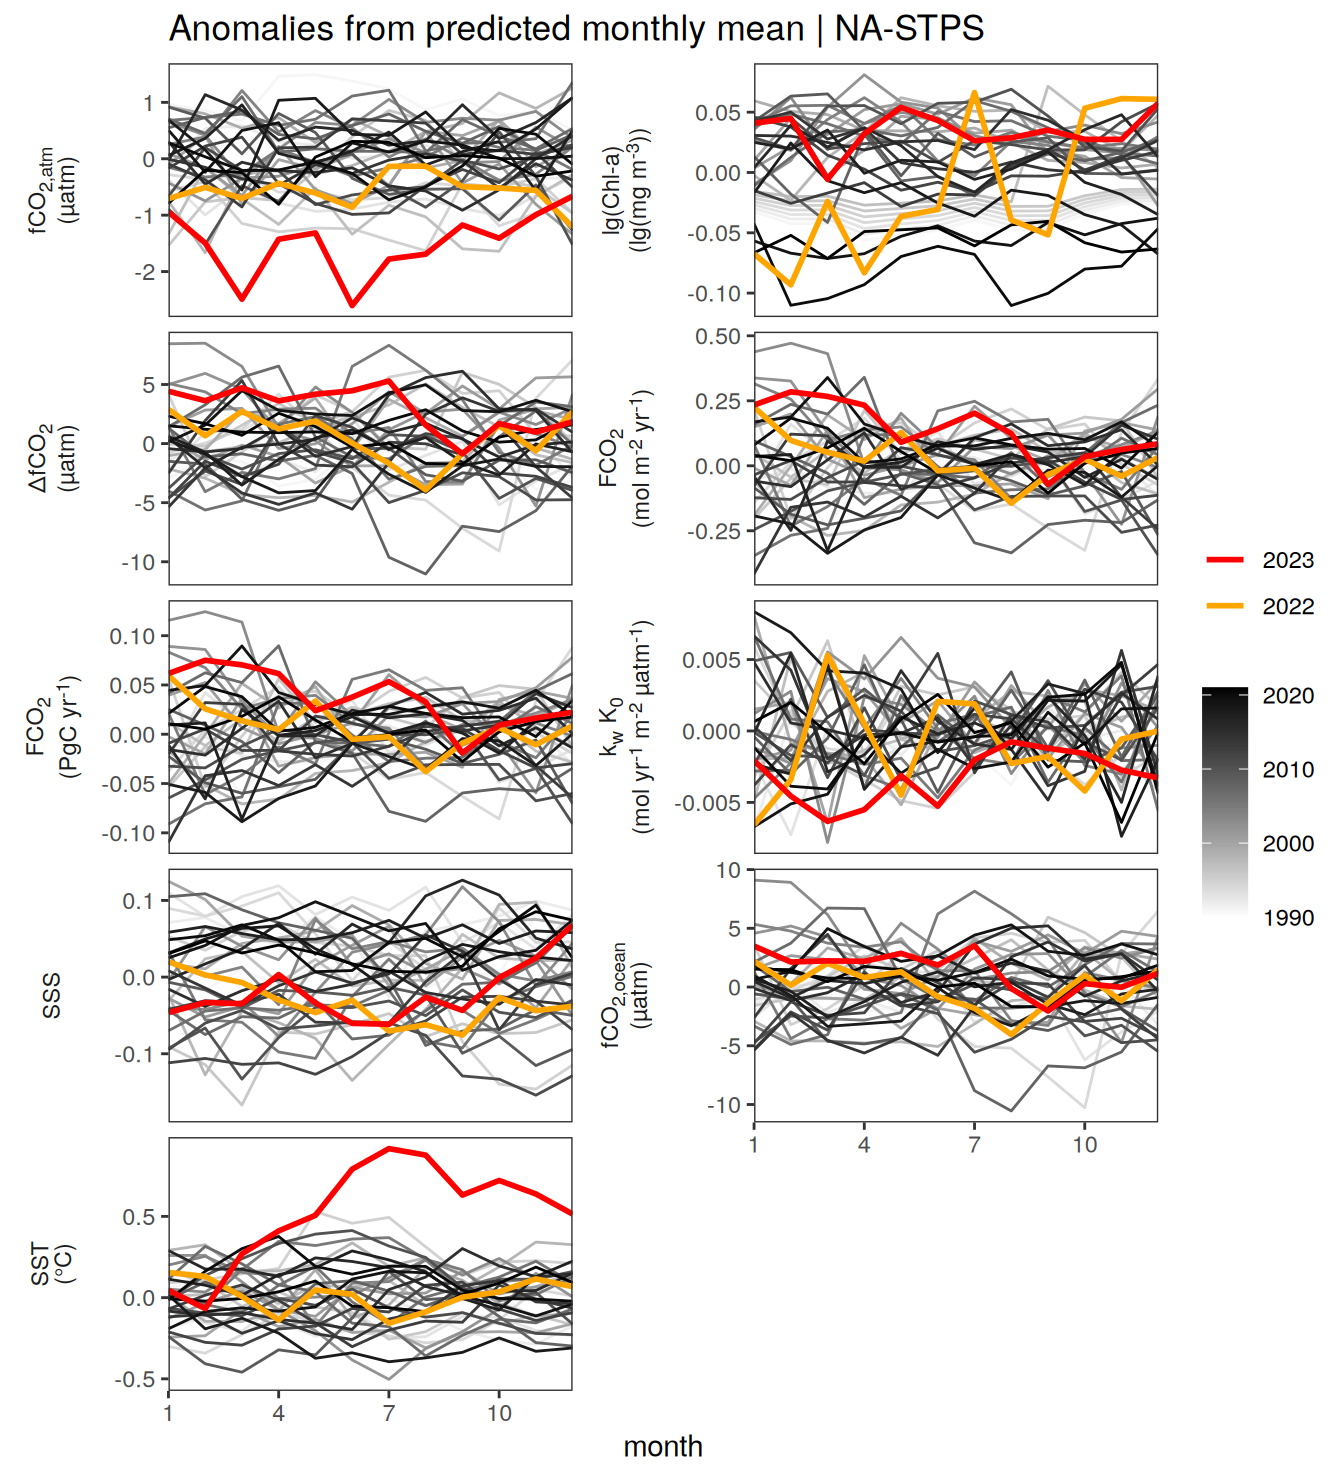 Anomalies from predicted monthly mean | NA-STPS
fCO2,atm
(µatm)
1
0
-1
-2
lg(Chl-a)
(lg(mg m-3))
0.05
0.00
-0.05
-0.10
ΔfCO2
(µatm)
5
0
-5
-10
FCO2
(mol m-2 yr-1)
0.50
0.25
0.00
-0.25
FCO2
(PgC yr-1)
0.10
0.05
0.00
-0.05
-0.10
kw K0
(mol yr-1 m-2 µatm-1)
0.005
0.000
-0.005
SSS
0.1
0.0
-0.1
fCO2,ocean
(µatm)
10
5
0
-5
-10
1 4 7 10
SST
(°C)
0.5
0.0
-0.5
1 4 7 10
month
2023
2022
2020
2010
2000
1990